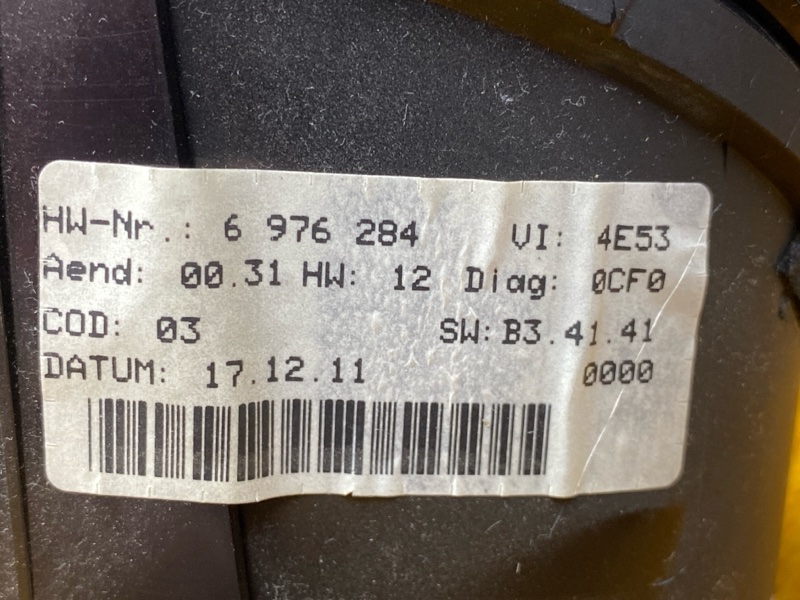 HW-Nr.: 6 976 284 VI: 4E53
Aend: 00.31 HW: 12 Diag: 0CF0
COD: 03 SW: B3.41.41
DATUM: 17.12.11 0000